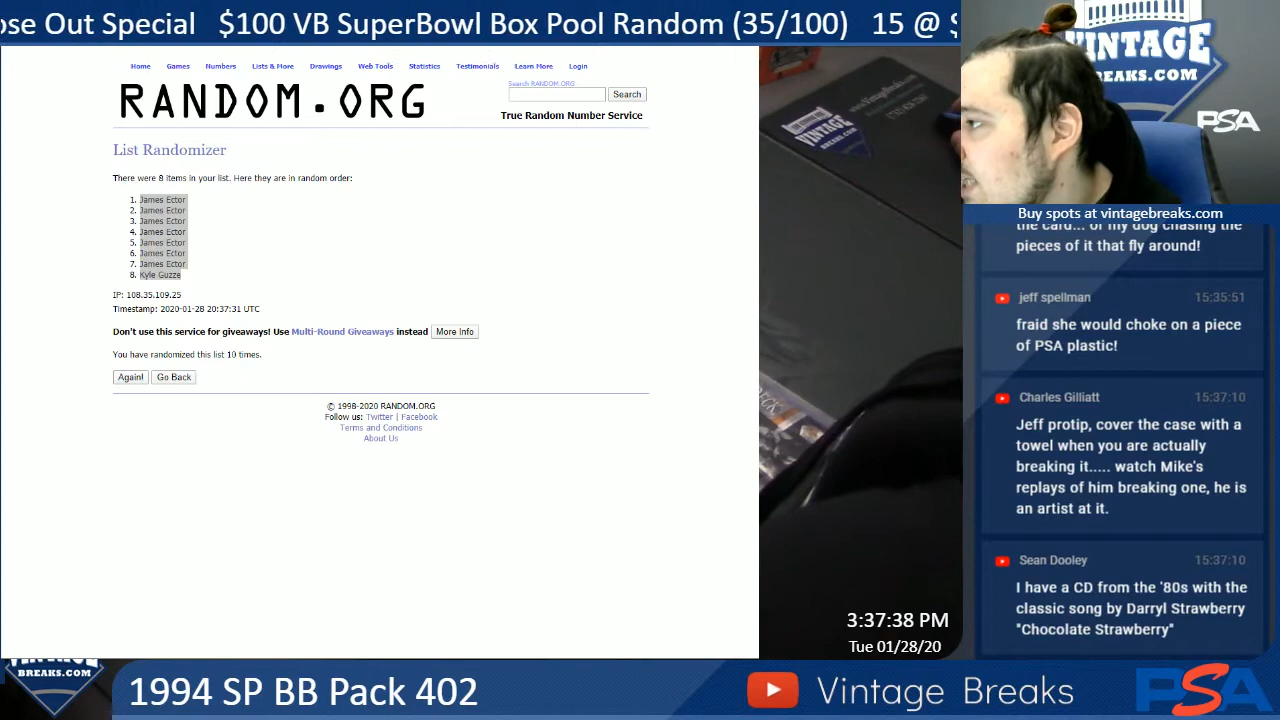 ose Out Special $100 VB SuperBowl Box Pool Random (35/100) 15 @ $
Home Games Numbers Lists & More Drawings Web Tools Statistics Testimonials Learn More Login
RANDOM.ORG
Search RANDOM.ORG
Search
True Random Number Service
List Randomizer
There were 8 items in your list. Here they are in random order:
1. James Ector
2. James Ector
3. James Ector
4. James Ector
5. James Ector
6. James Ector
7. James Ector
8. Kyle Guzze
IP: 108.35.109.25
Timestamp: 2020-01-28 20:37:31 UTC
Don't use this service for giveaways! Use Multi-Round Giveaways instead More Info
You have randomized this list 10 times.
Again! Go Back
© 1998-2020 RANDOM.ORG
Follow us: Twitter | Facebook
Terms and Conditions
About Us
VINTAGE
BREAKS
VINTAGE
BREAKS.COM
PSA
Buy spots at vintagebreaks.com
the card... or my dog chasing the
pieces of it that fly around!
jeff spellman 15:35:51
fraid she would choke on a piece
of PSA plastic!
Charles Gilliatt 15:37:10
Jeff protip, cover the case with a
towel when you are actually
breaking it..... watch Mike's
replays of him breaking one, he is
an artist at it.
Sean Dooley 15:37:10
I have a CD from the '80s with the
classic song by Darryl Strawberry
"Chocolate Strawberry"
3:37:38 PM
Tue 01/28/20
VINTAGE
BREAKS.COM
1994 SP BB Pack 402
Vintage Breaks
PSA